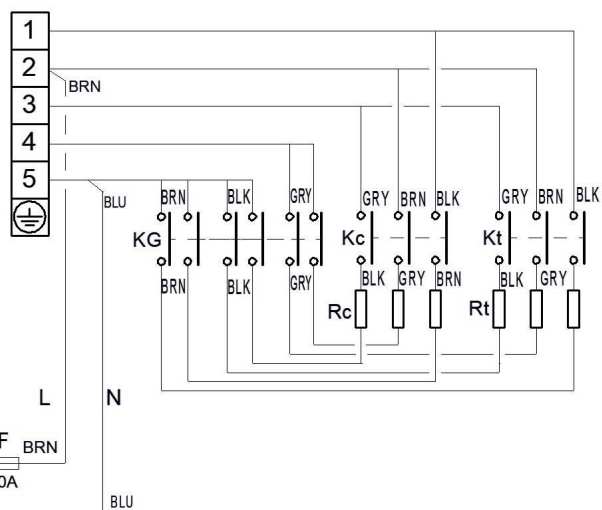 1
2
BRN
3
4
5
BLU
BRN BLK GRY GRY BRN BLK GRY BRN BLK
KG Kc Kt
BRN BLK GRY BLK GRY BRN BLK GRY
Rc Rt
L N
F BRN
0A
BLU